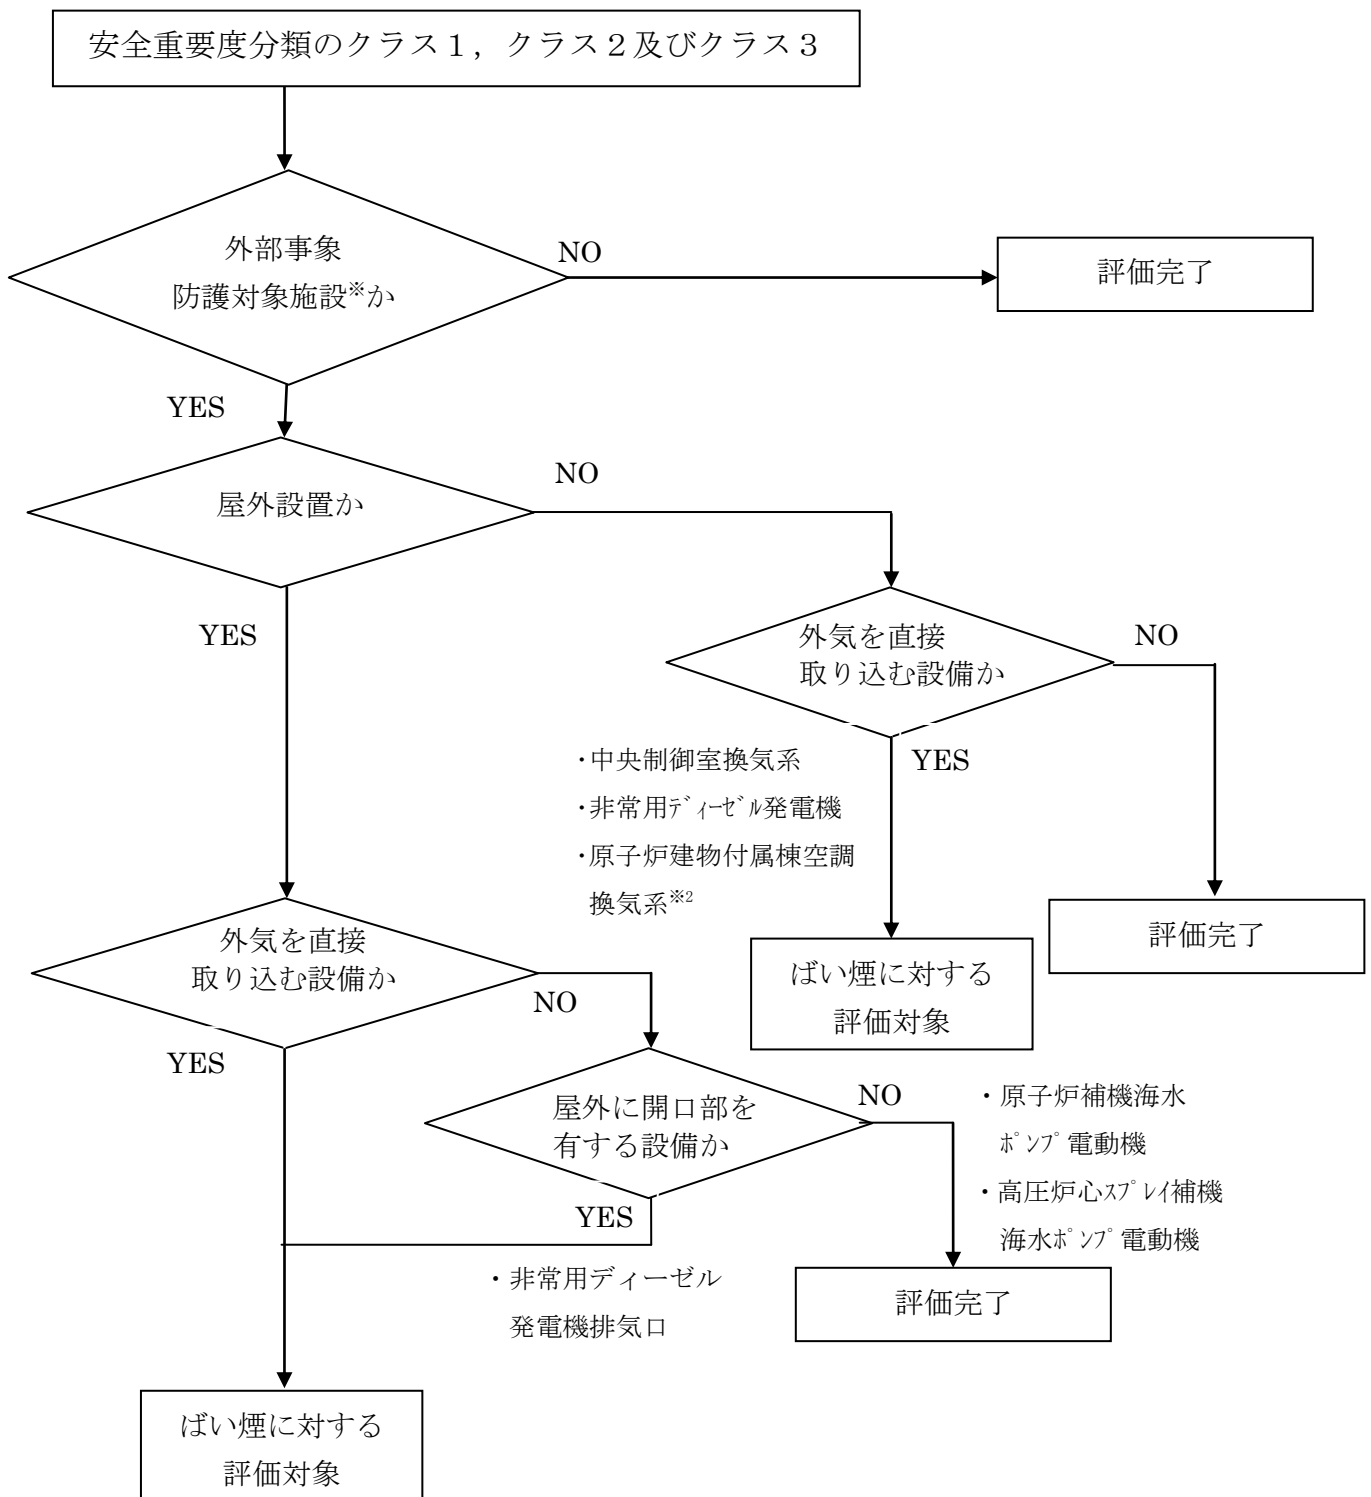 安全重要度分類のクラス１，クラス２及びクラス３
外部事象
防護対象施設※か
NO
評価完了
YES
屋外設置か
NO
YES
外気を直接
取り込む設備か
NO
YES
・中央制御室換気系
・非常用ﾃﾞｨｰｾﾞﾙ発電機
・原子炉建物付属棟空調
換気系※2
評価完了
ばい煙に対する
評価対象
外気を直接
取り込む設備か
NO
YES
屋外に開口部を
有する設備か
NO
YES
・原子炉補機海水
ﾎﾟﾝﾌﾟ電動機
・高圧炉心ｽﾌﾟﾚｲ補機
海水ﾎﾟﾝﾌﾟ電動機
・非常用ディーゼル
発電機排気口
評価完了
ばい煙に対する
評価対象